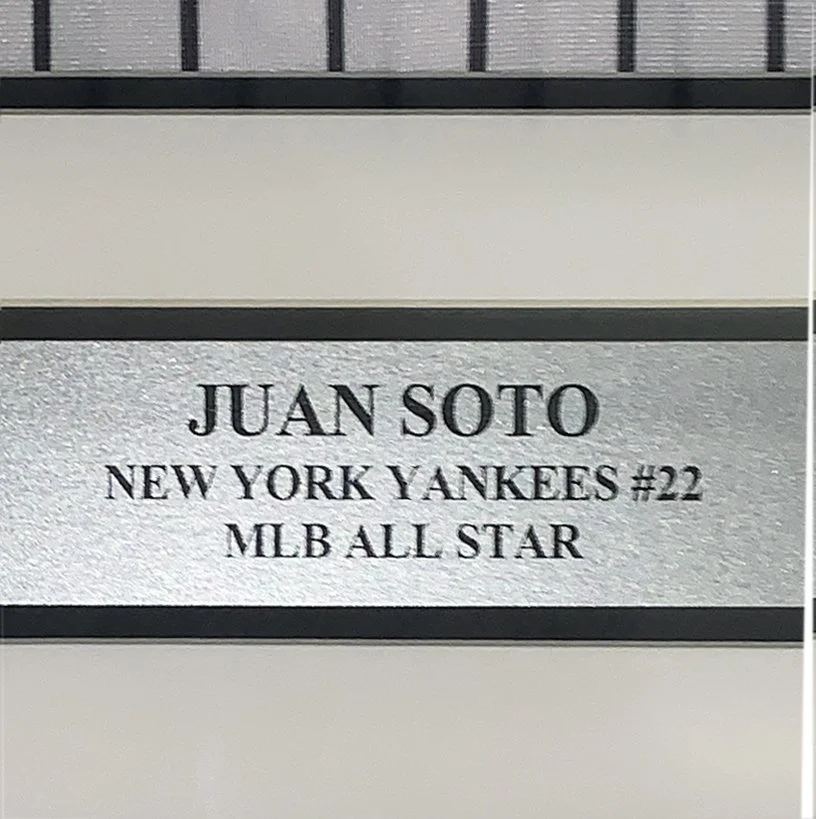 JUAN SOTO
NEW YORK YANKEES #22
MLB ALL STAR